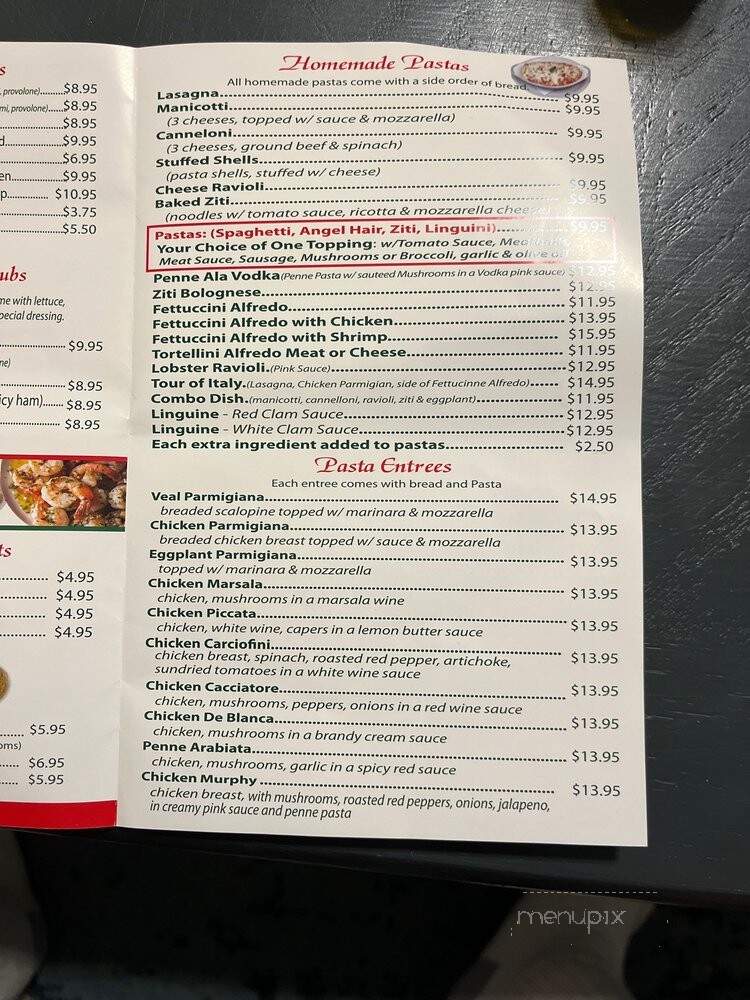 s
, provolone).......$8.95
mi, provolone).....$8.95
$8.95
d $9.95
$6.95
en $9.95
p $10.95
$3.75
$5.50
ubs
me with lettuce,
pecial dressing.
$9.95
ne)
$8.95
icy ham)....... $8.95
$8.95
ts
$4.95
$4.95
$4.95
$4.95
$5.95
oms)
$6.95
$5.95
Homemade Pastas
All homemade pastas come with a side order of bread.
Lasagna $9.95
Manicotti $9.95
(3 cheeses, topped w/ sauce & mozzarella)
Canneloni $9.95
(3 cheeses, ground beef & spinach)
Stuffed Shells $9.95
(pasta shells, stuffed w/ cheese)
Cheese Ravioli $9.95
Baked Ziti $9.95
(noodles w/ tomato sauce, ricotta & mozzarella cheese)
Pastas: (Spaghetti, Angel Hair, Ziti, Linguini) $9.95
Your Choice of One Topping: w/Tomato Sauce,
Meat Sauce, Sausage, Mushrooms or Broccoli, garlic & olive oil
Penne Ala Vodka (Penne Pasta w/ sauteed Mushrooms in a Vodka pink sauce) $12.95
Ziti Bolognese $12.95
Fettuccini Alfredo $11.95
Fettuccini Alfredo with Chicken $13.95
Fettuccini Alfredo with Shrimp $15.95
Tortellini Alfredo Meat or Cheese $11.95
Lobster Ravioli.(Pink Sauce) $12.95
Tour of Italy.(Lasagna, Chicken Parmigian, side of Fettucinne Alfredo) $14.95
Combo Dish.(manicotti, cannelloni, ravioli, ziti & eggplant) $11.95
Linguine - Red Clam Sauce $12.95
Linguine - White Clam Sauce $12.95
Each extra ingredient added to pastas $2.50
Pasta Entrees
Each entree comes with bread and Pasta
Veal Parmigiana $14.95
breaded scalopine topped w/ marinara & mozzarella
Chicken Parmigiana $13.95
breaded chicken breast topped w/ sauce & mozzarella
Eggplant Parmigiana $13.95
topped w/ marinara & mozzarella
Chicken Marsala $13.95
chicken, mushrooms in a marsala wine
Chicken Piccata $13.95
chicken, white wine, capers in a lemon butter sauce
Chicken Carciofini $13.95
chicken breast, spinach, roasted red pepper, artichoke,
sundried tomatoes in a white wine sauce
Chicken Cacciatore $13.95
chicken, mushrooms, peppers, onions in a red wine sauce
Chicken De Blanca $13.95
chicken, mushrooms in a brandy cream sauce
Penne Arabiata $13.95
chicken, mushrooms, garlic in a spicy red sauce
Chicken Murphy $13.95
chicken breast, with mushrooms, roasted red peppers, onions, jalapeno,
in creamy pink sauce and penne pasta
menupix